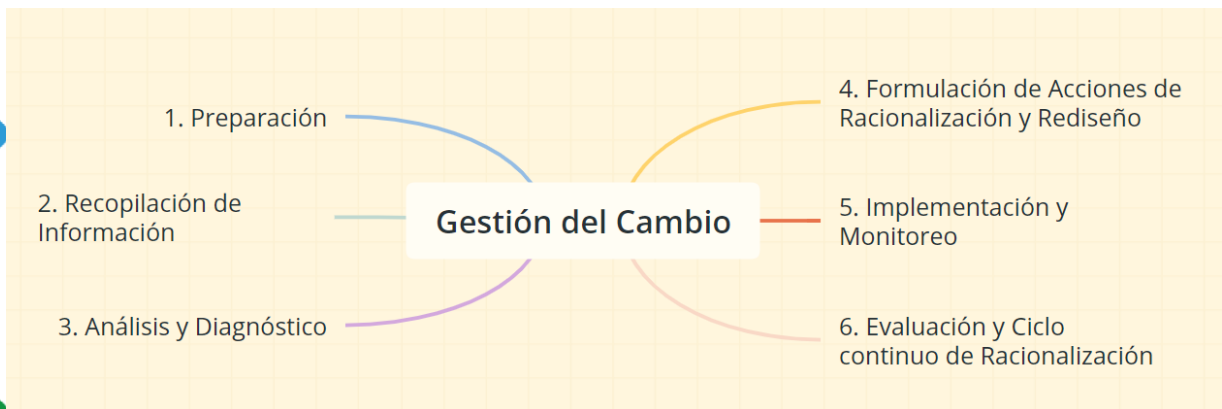 1. Preparación
2. Recopilación de
Información
3. Análisis y Diagnóstico
Gestión del Cambio
4. Formulación de Acciones de
Racionalización y Rediseño
5. Implementación y
Monitoreo
6. Evaluación y Ciclo
continuo de Racionalización